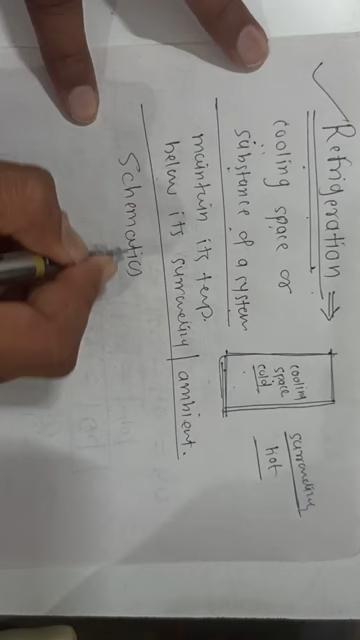 Refrigeration ⇒
cooling space or
substance of a system
maintain its temp.
below its surrounding / ambient.
Schematics
cooling
space
cold
surrounding
hot